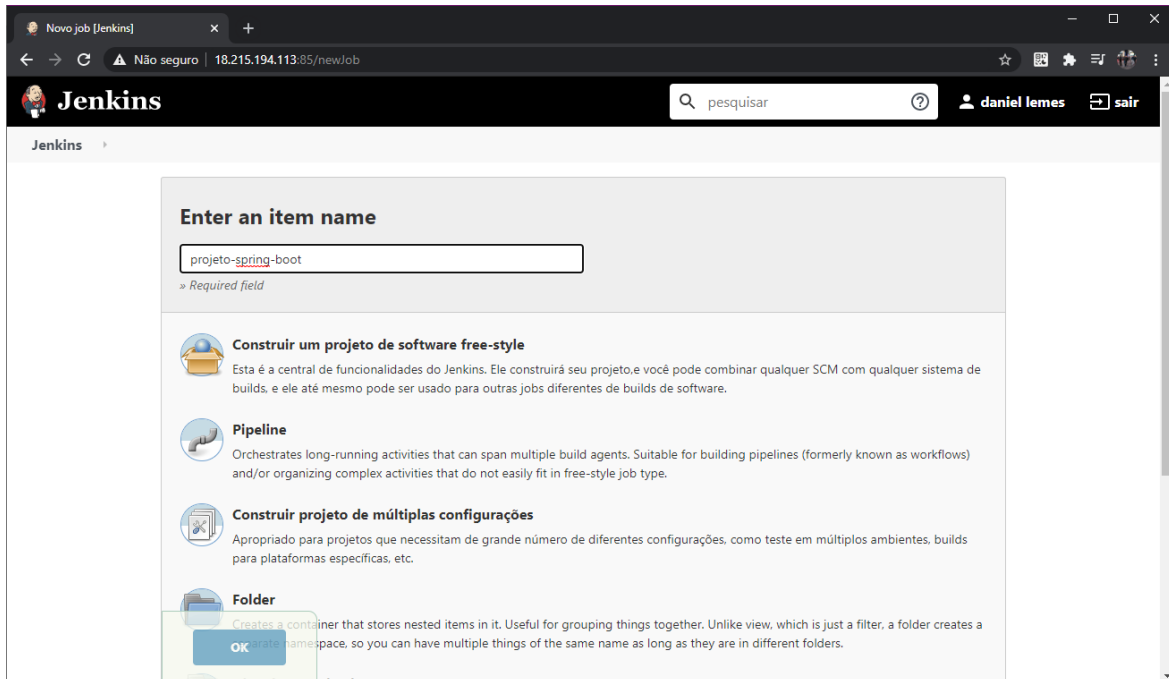 Novo job [Jenkins]
Não seguro | 18.215.194.113:85/newJob
Jenkins
pesquisar
daniel lemes
sair
Jenkins
Enter an item name
projeto-spring-boot
» Required field
Construir um projeto de software free-style
Esta é a central de funcionalidades do Jenkins. Ele construirá seu projeto,e você pode combinar qualquer SCM com qualquer sistema de
builds, e ele até mesmo pode ser usado para outras jobs diferentes de builds de software.
Pipeline
Orchestrates long-running activities that can span multiple build agents. Suitable for building pipelines (formerly known as workflows)
and/or organizing complex activities that do not easily fit in free-style job type.
Construir projeto de múltiplas configurações
Apropriado para projetos que necessitam de grande número de diferentes configurações, como teste em múltiplos ambientes, builds
para plataformas específicas, etc.
Folder
Creates a container that stores nested items in it. Useful for grouping things together. Unlike view, which is just a filter, a folder creates a
separate namespace, so you can have multiple things of the same name as long as they are in different folders.
OK